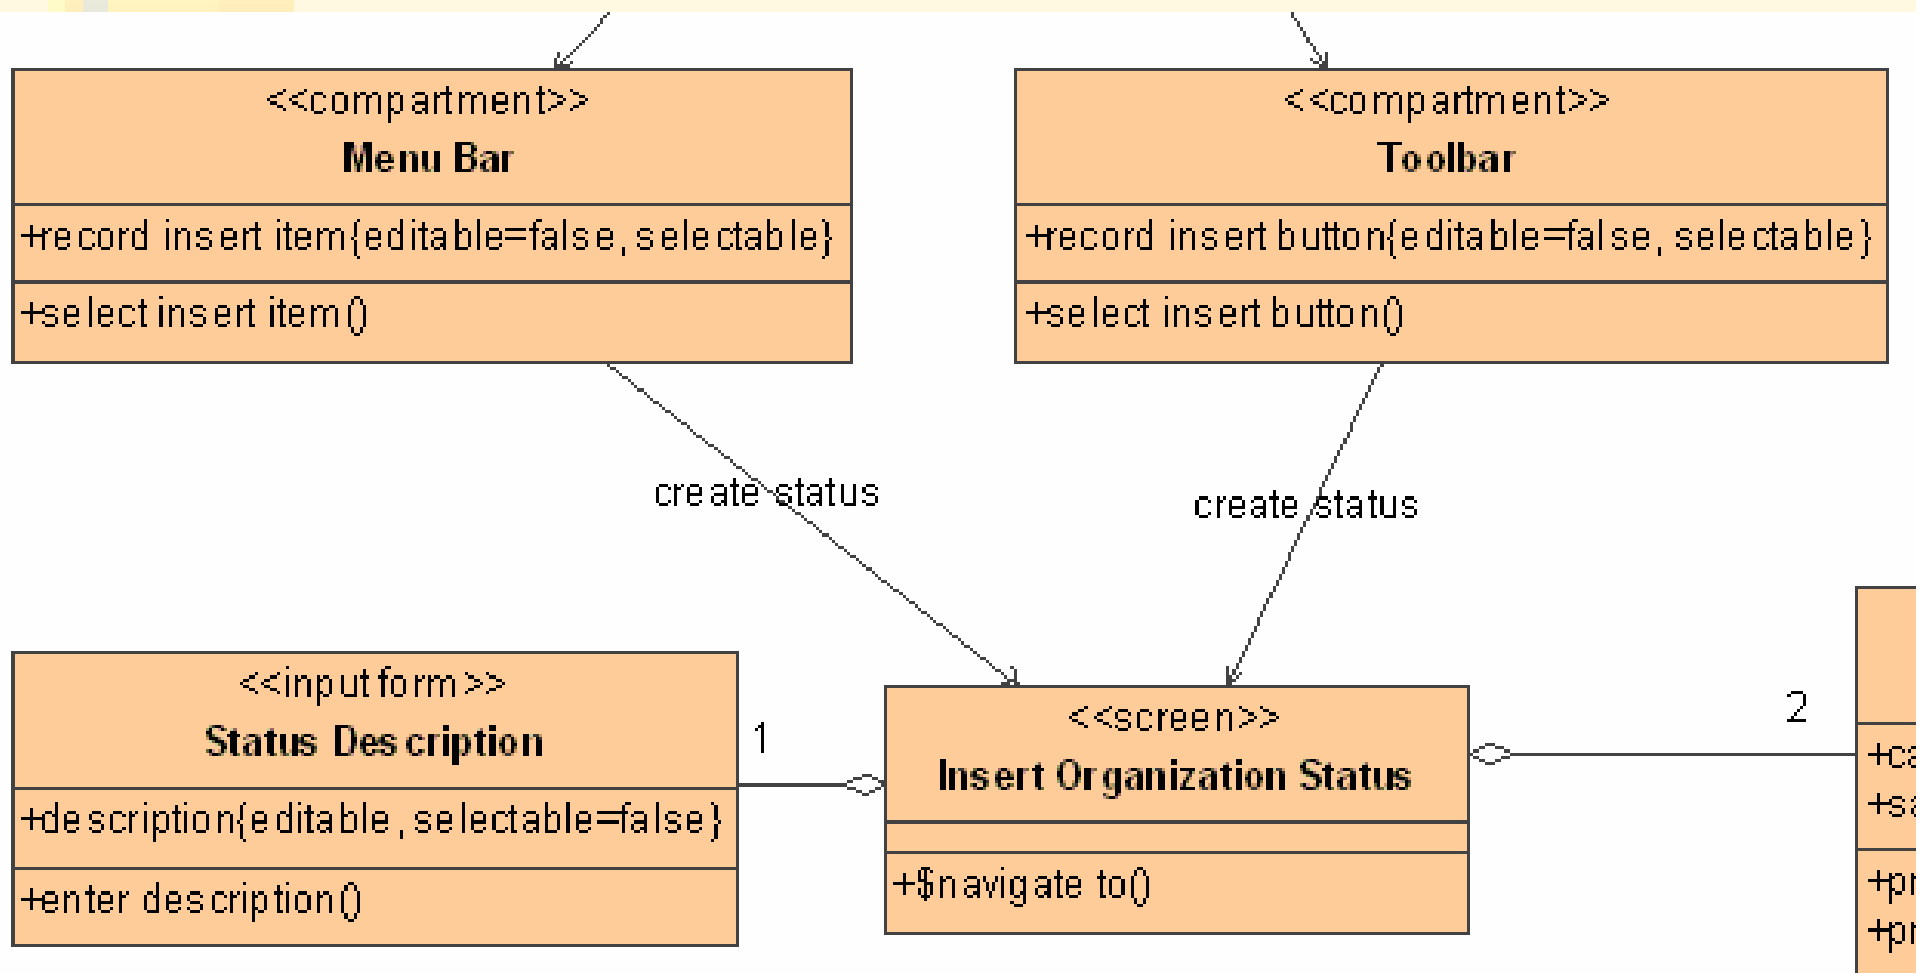 <<compartment>>
Menu Bar
+record insert item{editable=false, selectable}
+select insert item()
<<compartment>>
Toolbar
+record insert button{editable=false, selectable}
+select insert button()
create status
create status
<<input form>>
Status Description
+description{editable, selectable=false}
+enter description()
1
<<screen>>
Insert Organization Status
+$navigate to()
2